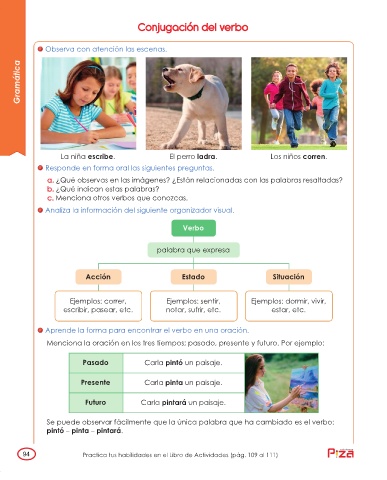 Conjugación del verbo
Observa con atención las escenas.
Gramática
La niña escribe.
El perro ladra.
Los niños corren.
Responde en forma oral las siguientes preguntas.
a. ¿Qué observas en las imágenes? ¿Están relacionadas con las palabras resaltadas?
b. ¿Qué indican estas palabras?
c. Menciona otros verbos que conozcas.
Analiza la información del siguiente organizador visual.
Verbo
palabra que expresa
Acción
Estado
Situación
Ejemplos: correr,
escribir, pasear, etc.
Ejemplos: sentir,
notar, sufrir, etc.
Ejemplos: dormir, vivir,
estar, etc.
Aprende la forma para encontrar el verbo en una oración.
Menciona la oración en los tres tiempos: pasado, presente y futuro. Por ejemplo:
Pasado Carla pintó un paisaje.
Presente Carla pinta un paisaje.
Futuro Carla pintará un paisaje.
Se puede observar fácilmente que la única palabra que ha cambiado es el verbo:
pintó – pinta – pintará.
94
Practica tus habilidades en el Libro de Actividades (pág. 109 al 111)